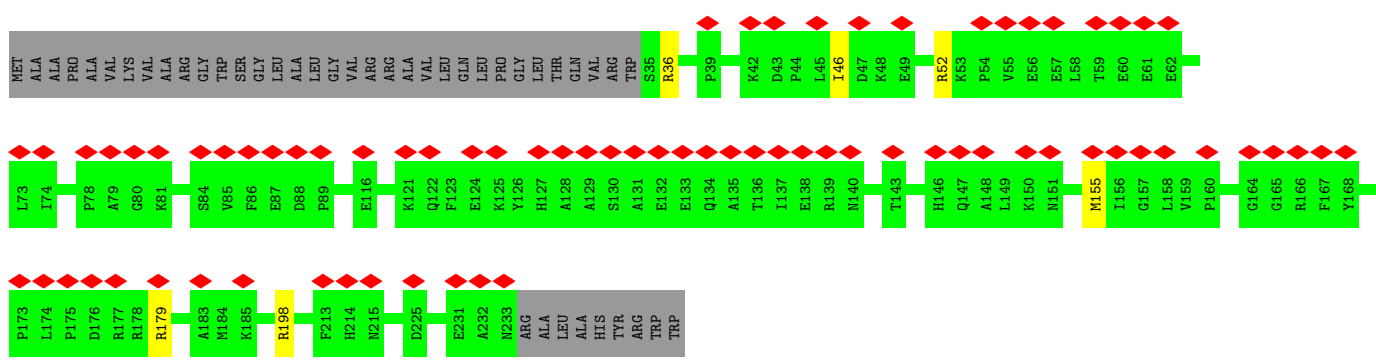 MET ALA ALA PRO ALA VAL LYS VAL ALA ARG GLY TRP SER GLY LEU ALA LEU GLY VAL ARG ARG ALA VAL LEU GLN LEU PRO GLY LEU THR GLN VAL ARG TRP S35 R36 P39 K42 D43 P44 L45 I46 D47 K48 E49 R52 K53 P54 V55 E56 E57 L58 T59 E60 E61 E62
L73 I74 P78 A79 G80 K81 S84 V85 F86 E87 D88 P89 E116 K121 Q122 F123 E124 K125 Y126 H127 A128 A129 S130 A131 E132 E133 Q134 A135 T136 I137 E138 R139 N140 T143 H146 Q147 A148 L149 K150 N151 M155 I156 G157 L158 V159 P160 G164 G165 R166 F167 Y168
P173 L174 P175 D176 R177 R178 R179 A183 M184 K185 R198 F213 H214 N215 D225 E231 A232 N233 ARG ALA LEU ALA HIS TYR ARG TRP TRP